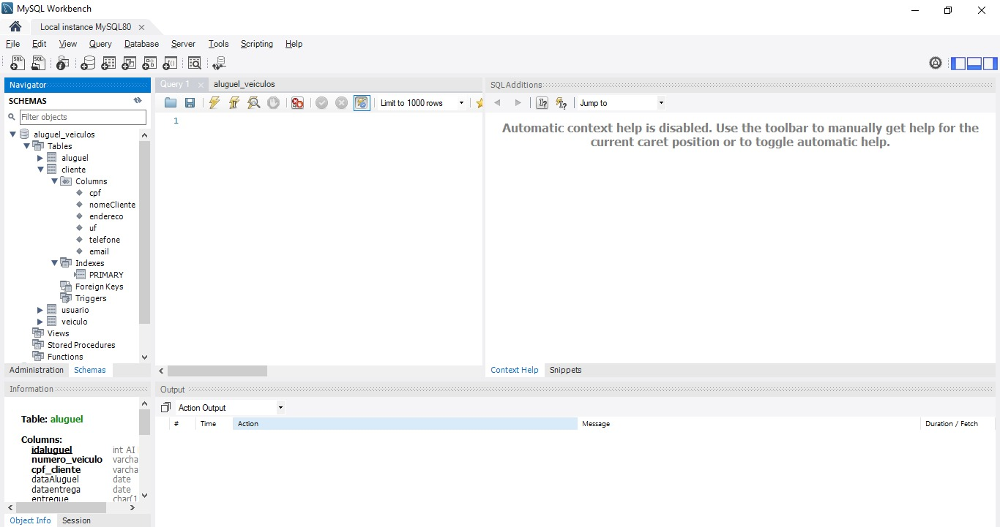 MySQL Workbench
Local instance MySQL80
File Edit View Query Database Server Tools Scripting Help
Navigator
SCHEMAS
Filter objects
aluguel_veiculos
Tables
aluguel
cliente
Columns
cpf
nomeCliente
endereco
uf
telefone
email
Indexes
PRIMARY
Foreign Keys
Triggers
usuario
veiculo
Views
Stored Procedures
Functions
Administration Schemas
Information
Table: aluguel
Columns:
idaluguel int AI
numero_veiculo varcha
cpf_cliente varcha
dataAluguel date
dataentrega date
entregue char(1
Object Info Session
Query 1 aluguel_veiculos
Limit to 1000 rows
1
SQLAdditions
Jump to
Automatic context help is disabled. Use the toolbar to manually get help for the
current caret position or to toggle automatic help.
Context Help Snippets
Output
Action Output
# Time Action Message Duration / Fetch